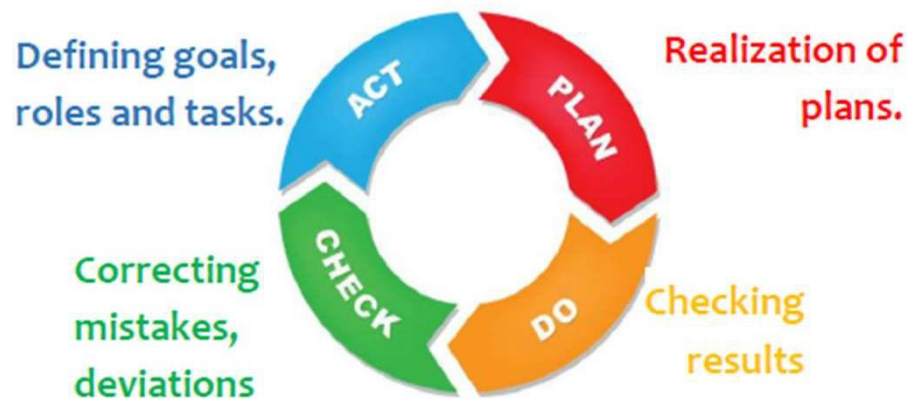 Defining goals,
roles and tasks.
ACT
PLAN
Realization of
plans.
Correcting
mistakes,
deviations
CHECK
DO
Checking
results